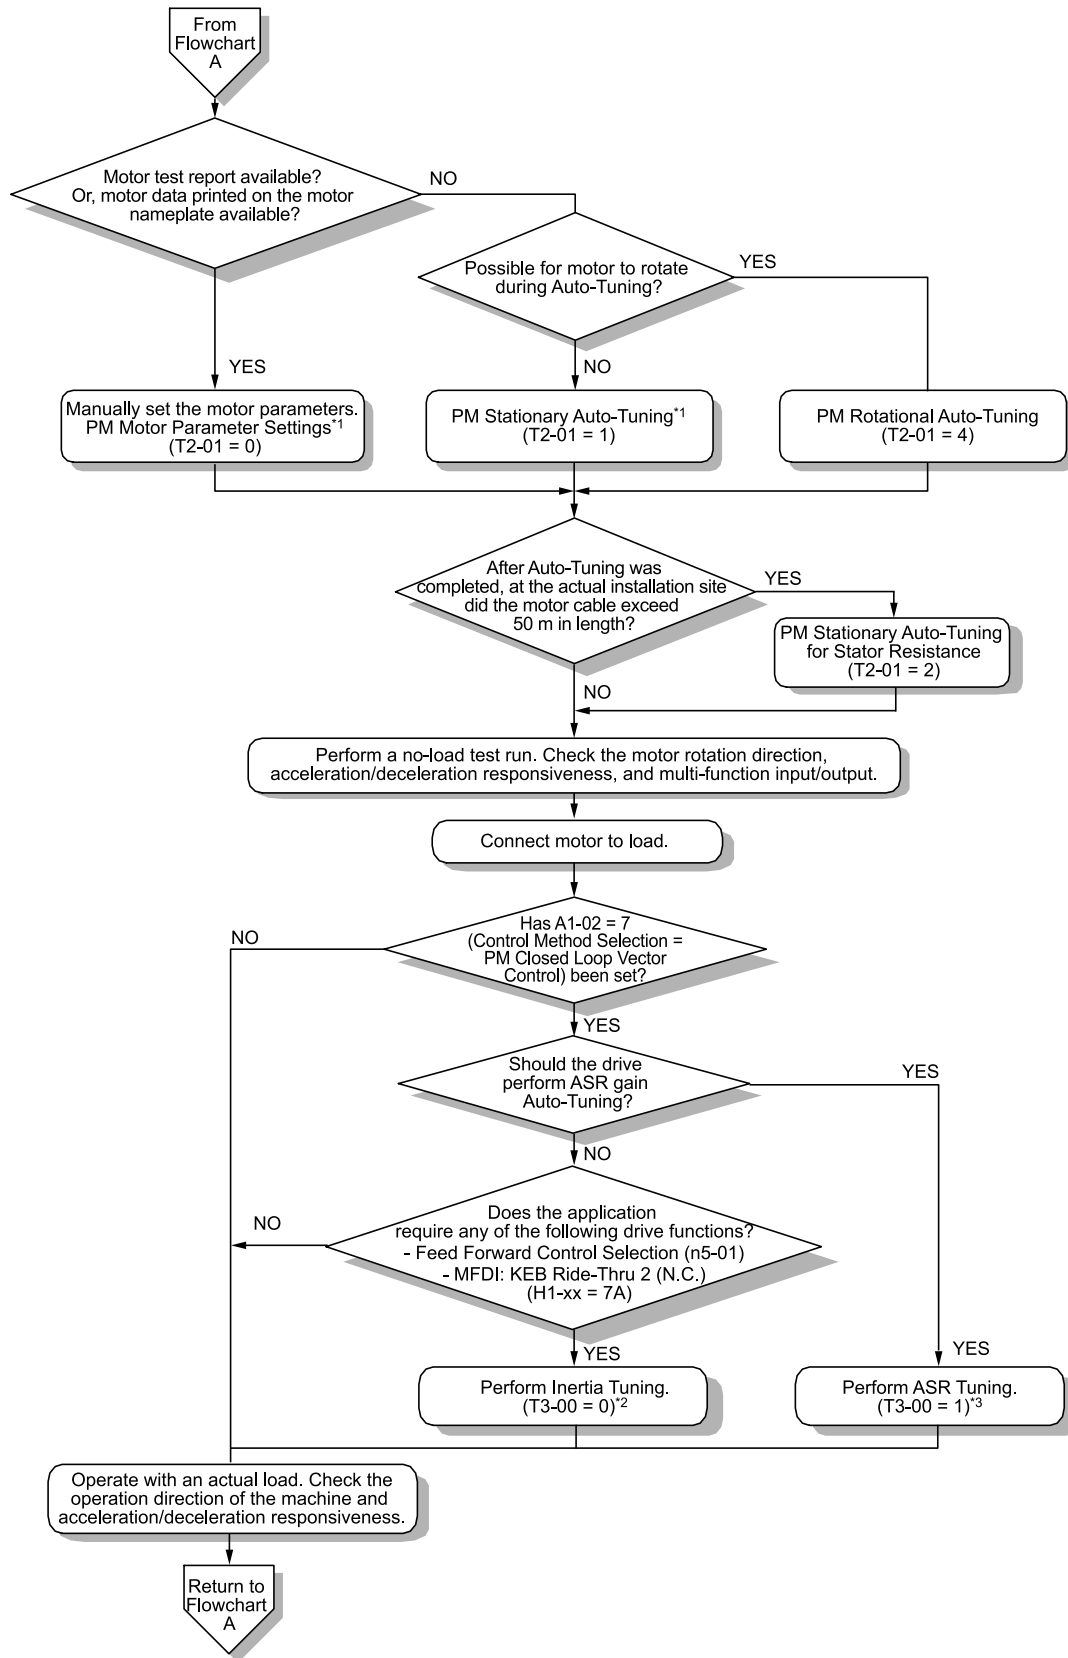 From
Flowchart
A
Motor test report available?
Or, motor data printed on the motor
nameplate available?
NO
Possible for motor to rotate
during Auto-Tuning?
YES
YES
NO
Manually set the motor parameters.
PM Motor Parameter Settings*1
(T2-01 = 0)
PM Stationary Auto-Tuning*1
(T2-01 = 1)
PM Rotational Auto-Tuning
(T2-01 = 4)
After Auto-Tuning was
completed, at the actual installation site
did the motor cable exceed
50 m in length?
YES
PM Stationary Auto-Tuning
for Stator Resistance
(T2-01 = 2)
NO
Perform a no-load test run. Check the motor rotation direction,
acceleration/deceleration responsiveness, and multi-function input/output.
Connect motor to load.
Has A1-02 = 7
(Control Method Selection =
PM Closed Loop Vector
Control) been set?
NO
YES
Should the drive
perform ASR gain
Auto-Tuning?
YES
NO
Does the application
require any of the following drive functions?
- Feed Forward Control Selection (n5-01)
- MFDI: KEB Ride-Thru 2 (N.C.)
(H1-xx = 7A)
NO
YES
YES
Perform Inertia Tuning.
(T3-00 = 0)*2
Perform ASR Tuning.
(T3-00 = 1)*3
Operate with an actual load. Check the
operation direction of the machine and
acceleration/deceleration responsiveness.
Return to
Flowchart
A